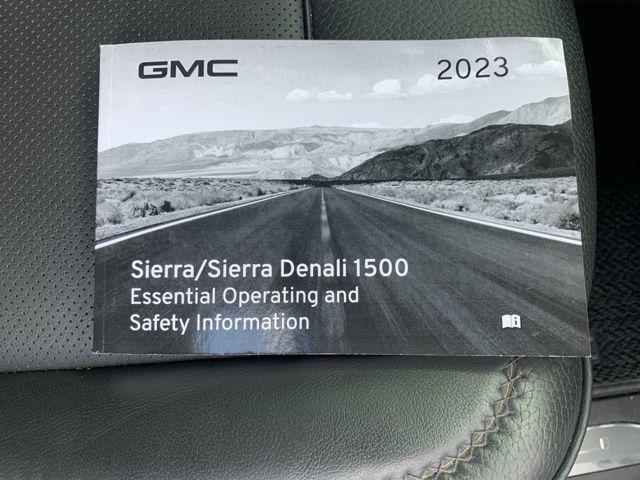 GMC
2023
Sierra/Sierra Denali 1500
Essential Operating and
Safety Information